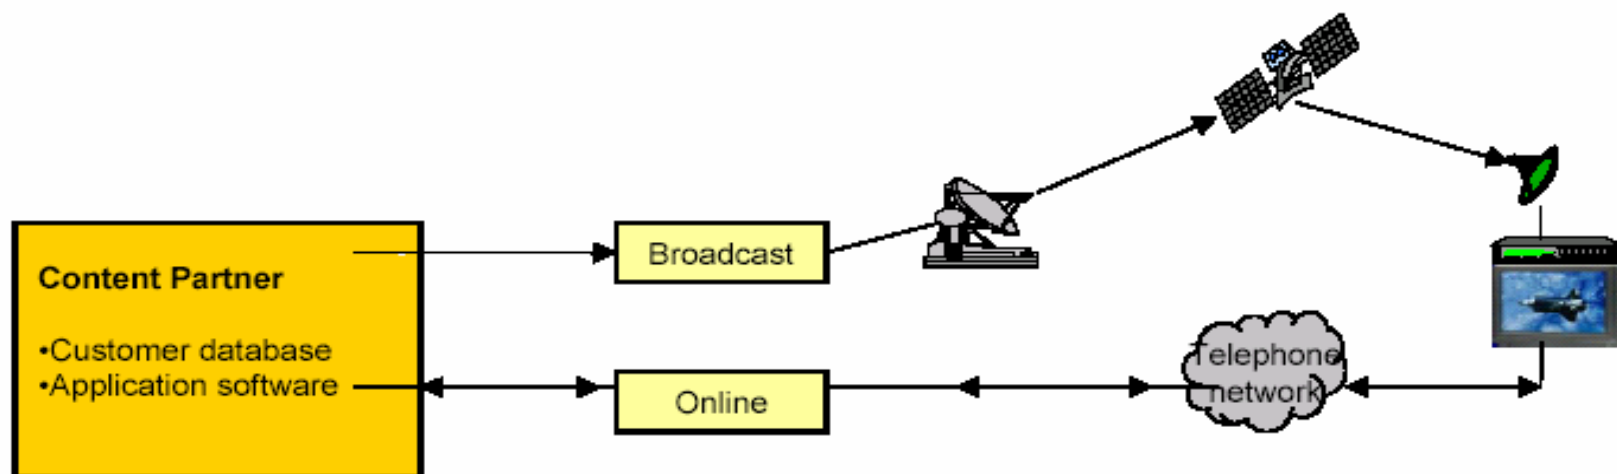 Content Partner
•Customer database
•Application software
Broadcast
Online
Telephone
network